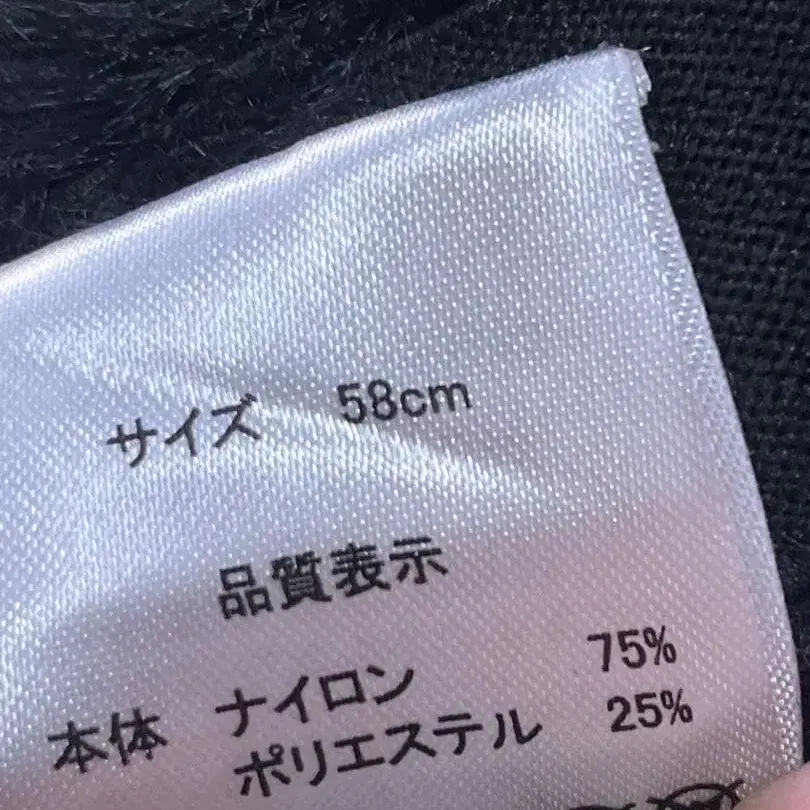 サイズ 58cm
品質表示
本体 ナイロン 75%
ポリエステル 25%